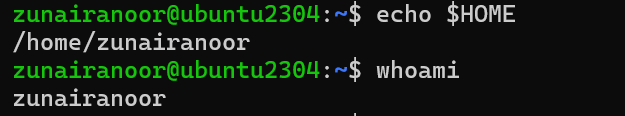 zunairanoor@ubuntu2304:~$ echo $HOME
/home/zunairanoor
zunairanoor@ubuntu2304:~$ whoami
zunairanoor